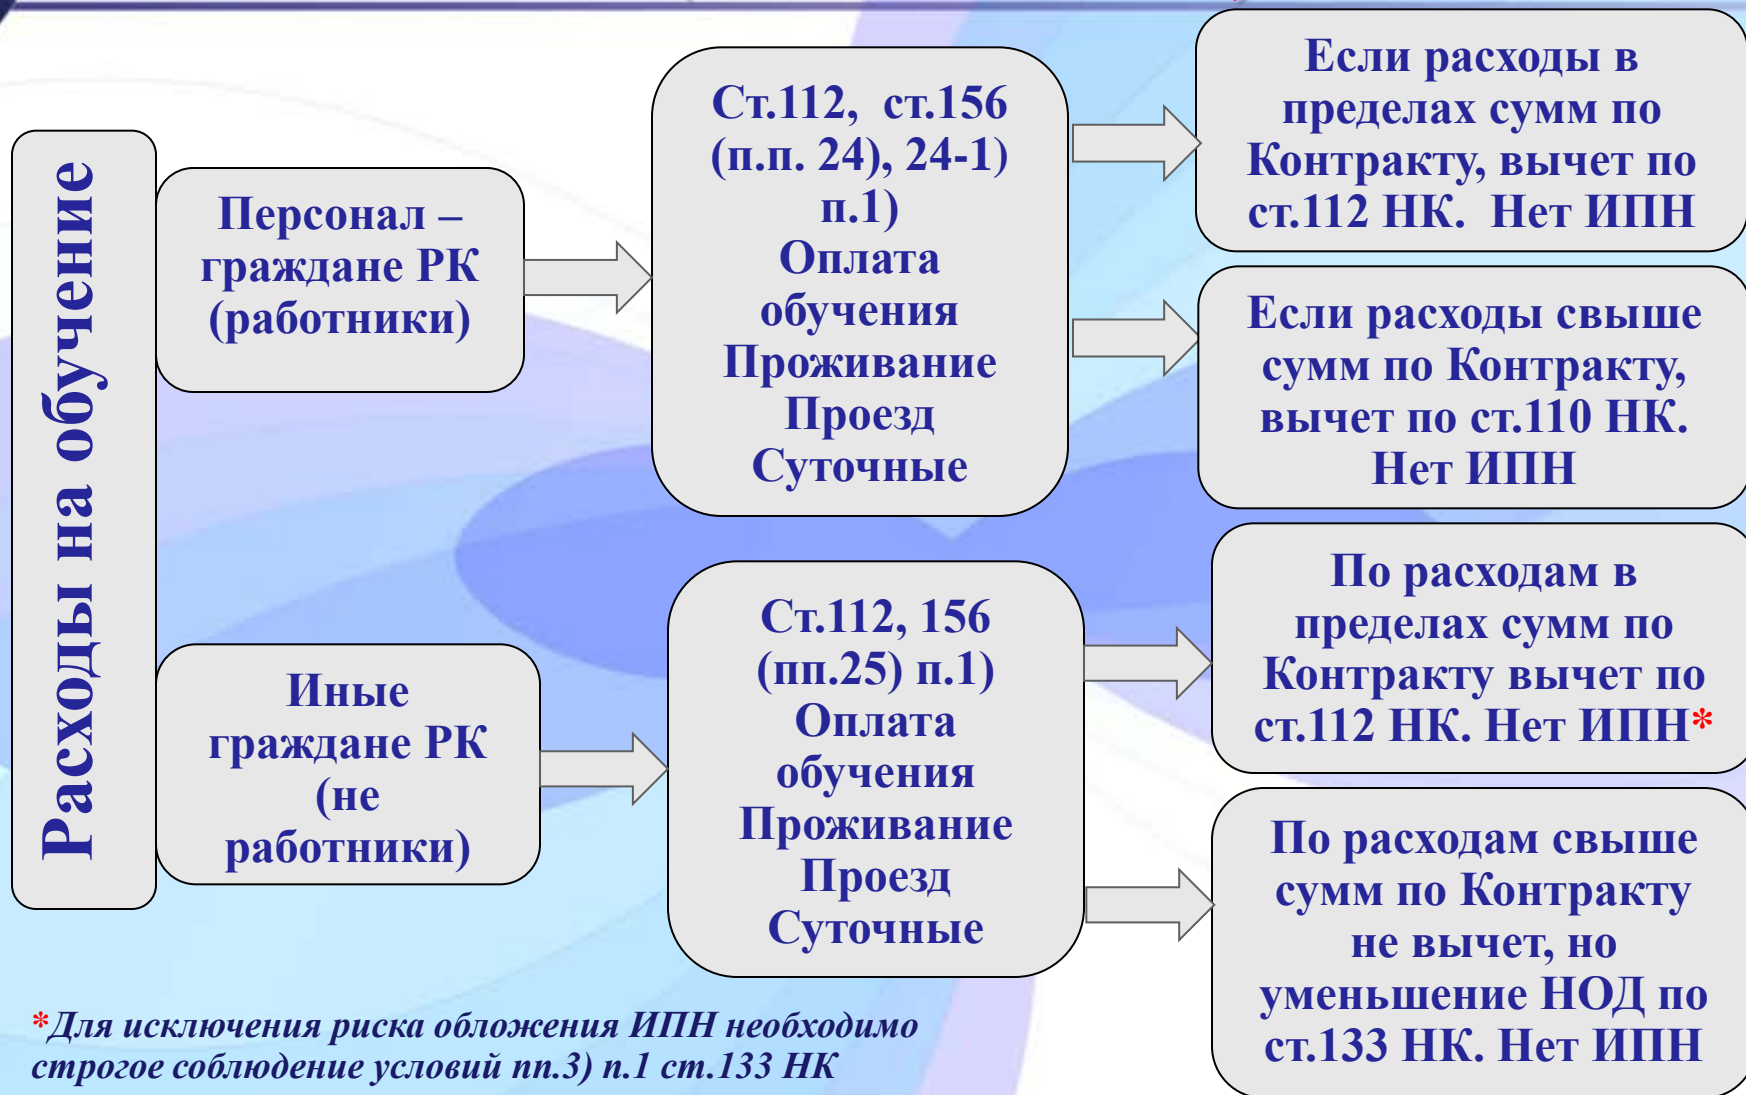 Расходы на обучение
Персонал –
граждане РК
(работники)
Ст.112, ст.156
(п.п. 24), 24-1)
п.1)
Оплата
обучения
Проживание
Проезд
Суточные
Если расходы в
пределах сумм по
Контракту, вычет по
ст.112 НК. Нет ИПН
Если расходы свыше
сумм по Контракту,
вычет по ст.110 НК.
Нет ИПН
Иные
граждане РК
(не
работники)
Ст.112, 156
(пп.25) п.1)
Оплата
обучения
Проживание
Проезд
Суточные
По расходам в
пределах сумм по
Контракту вычет по
ст.112 НК. Нет ИПН*
По расходам свыше
сумм по Контракту
не вычет, но
уменьшение НОД по
ст.133 НК. Нет ИПН
*Для исключения риска обложения ИПН необходимо
строгое соблюдение условий пп.3) п.1 ст.133 НК